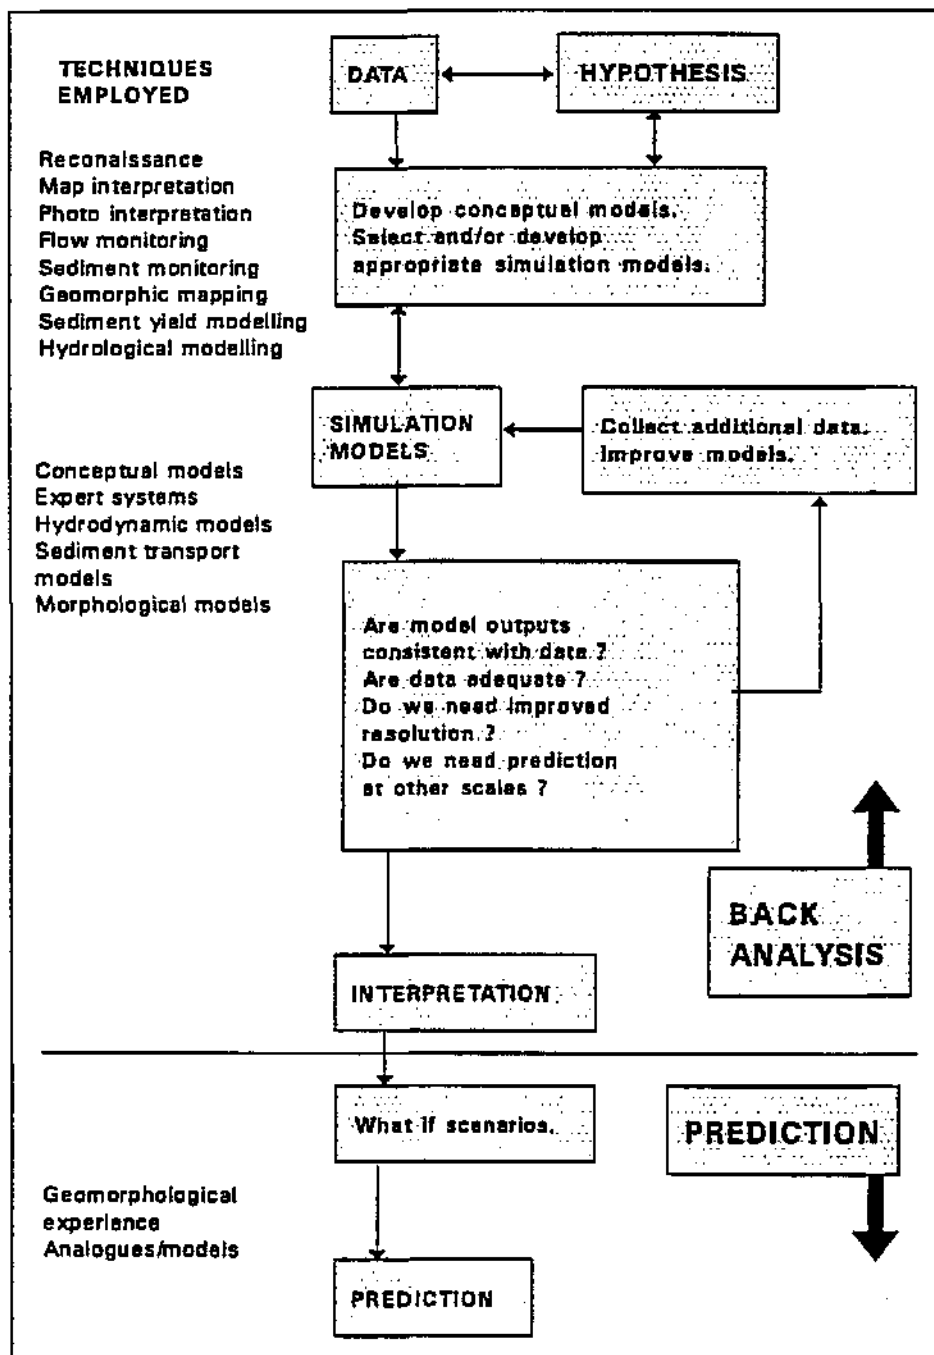 TECHNIQUES
EMPLOYED
DATA
HYPOTHESIS
Reconaissance
Map interpretation
Photo interpretation
Flow monitoring
Sediment monitoring
Geomorphic mapping
Sediment yield modelling
Hydrological modelling
Develop conceptual models.
Select and/or develop
appropriate simulation models.
SIMULATION
MODELS
Collect additional data.
Improve models.
Conceptual models
Expert systems
Hydrodynamic models
Sediment transport
models
Morphological models
Are model outputs
consistent with data ?
Are data adequate ?
Do we need improved
resolution ?
Do we need prediction
at other scales ?
BACK
ANALYSIS
INTERPRETATION
What if scenarios.
PREDICTION
Geomorphological
experience
Analogues/models
PREDICTION